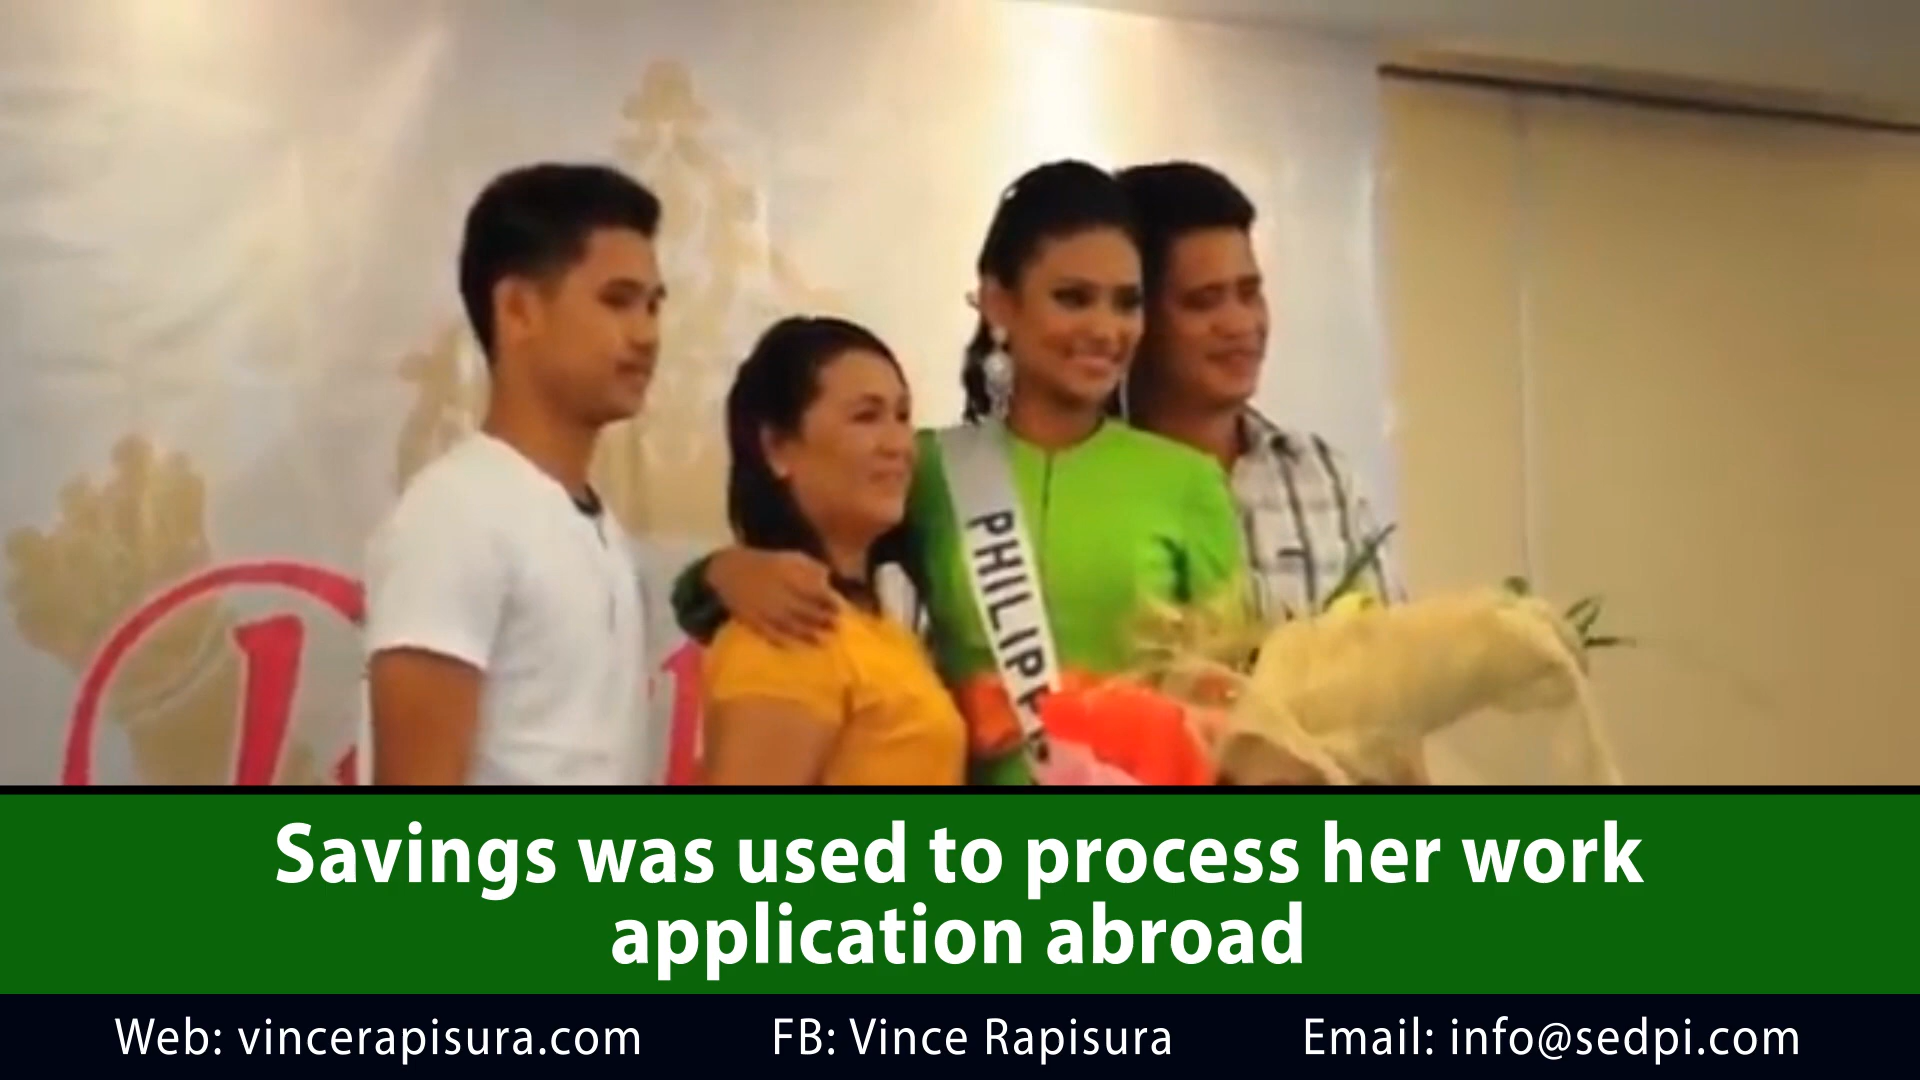 PHILIPPI
Savings was used to process her work
application abroad
Web: vincerapisura.com FB: Vince Rapisura Email: info@sedpi.com